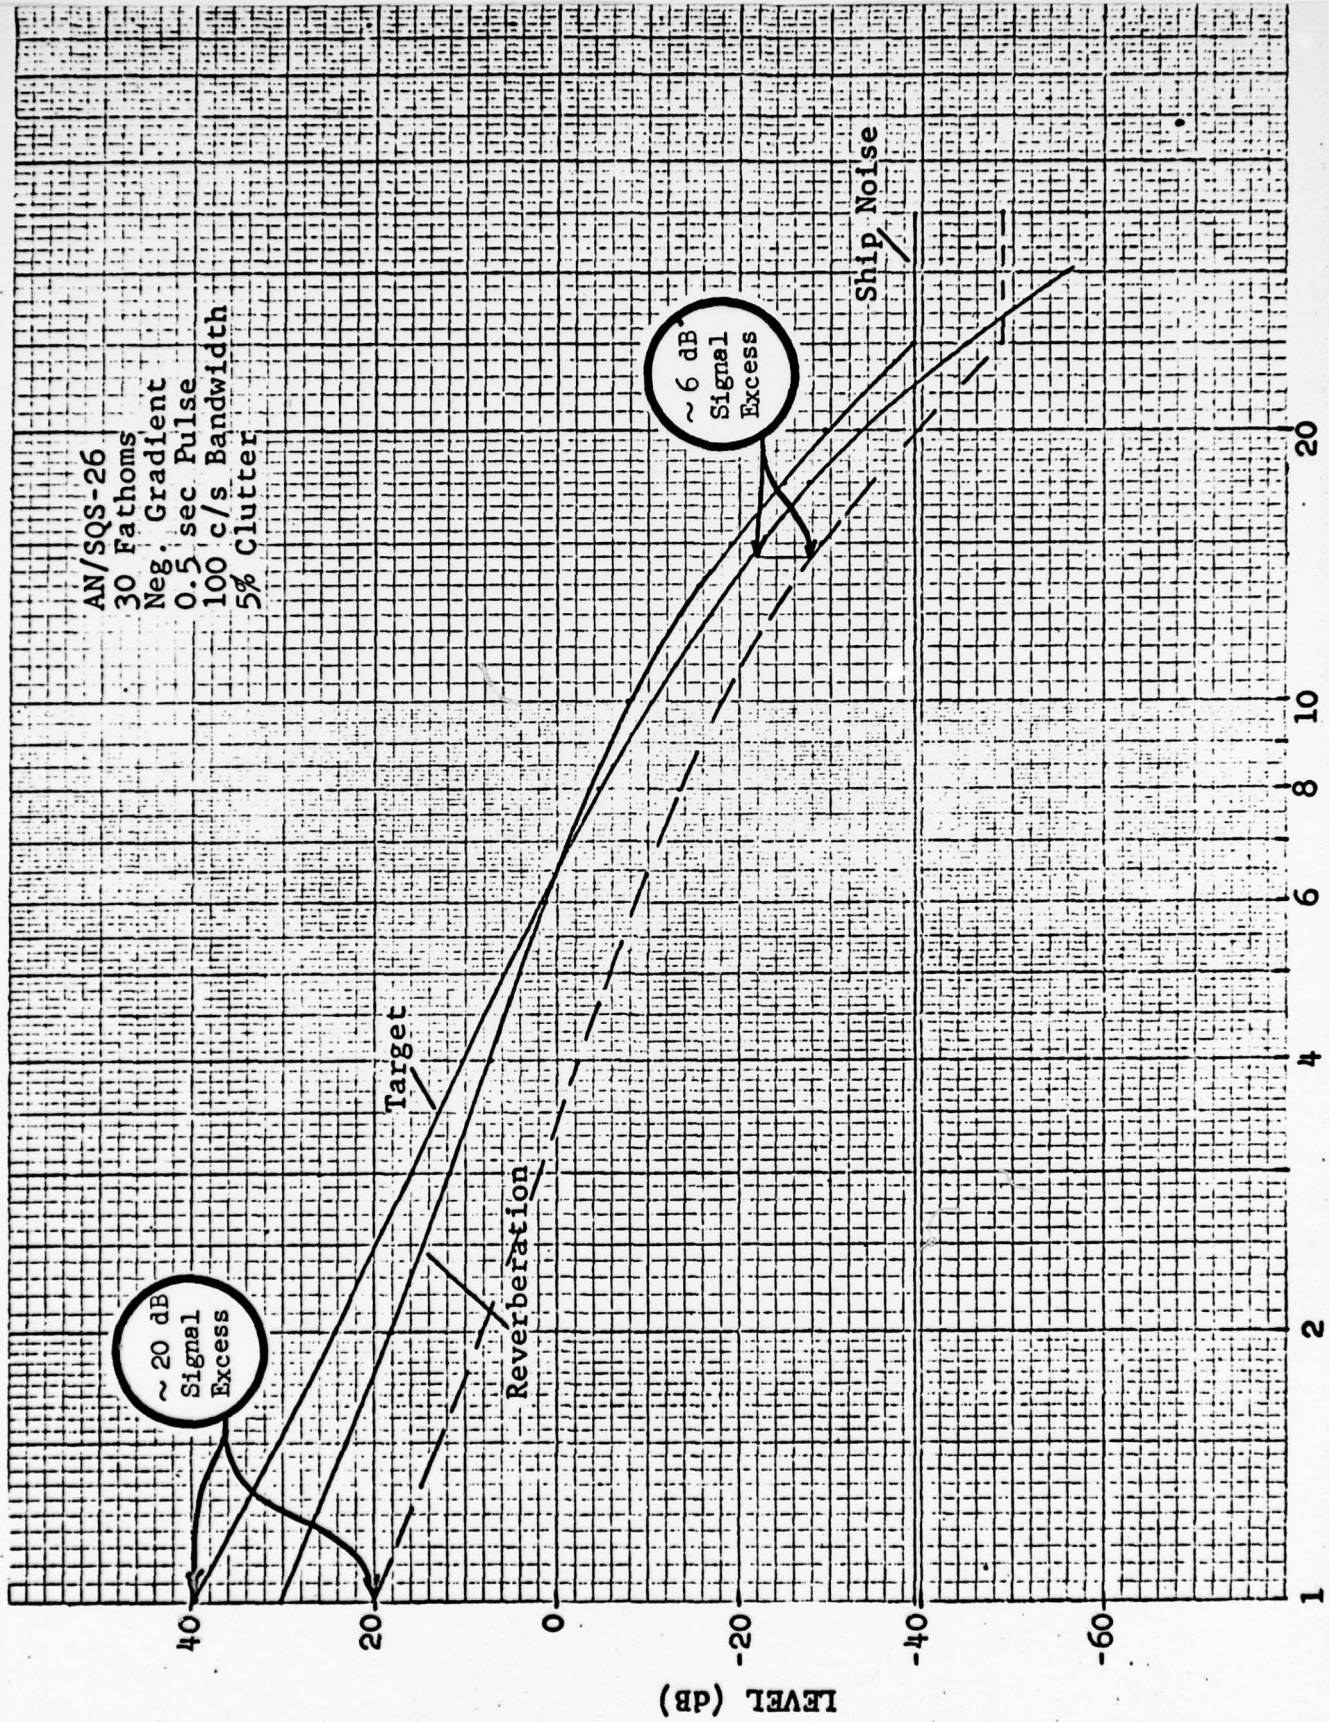 AN/SQS-26
30 Fathoms
Neg. Gradient
0.5 sec Pulse
100 c/s Bandwidth
5% Clutter
~ 20 dB
Signal
Excess
~ 6 dB
Signal
Excess
Target
Reverberation
Ship Noise
LEVEL (dB)
40
20
0
-20
-40
-60
1
2
4
6
8
10
20